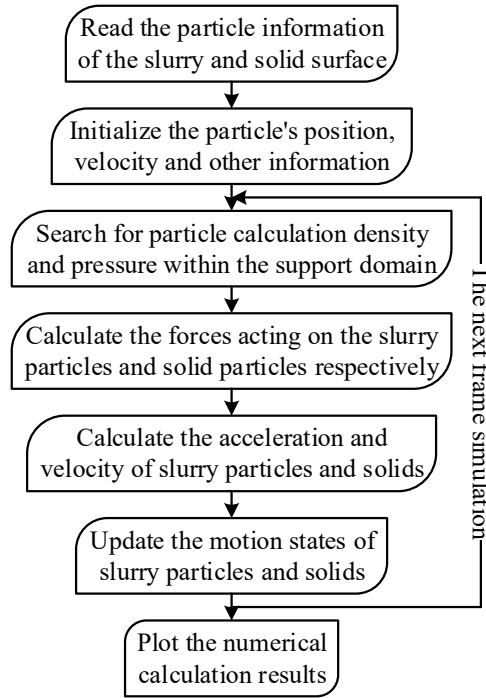 Read the particle information
of the slurry and solid surface
Initialize the particle's position,
velocity and other information
Search for particle calculation density
and pressure within the support domain
Calculate the forces acting on the slurry
particles and solid particles respectively
Calculate the acceleration and
velocity of slurry particles and solids
Update the motion states of
slurry particles and solids
Plot the numerical
calculation results
The next frame simulation